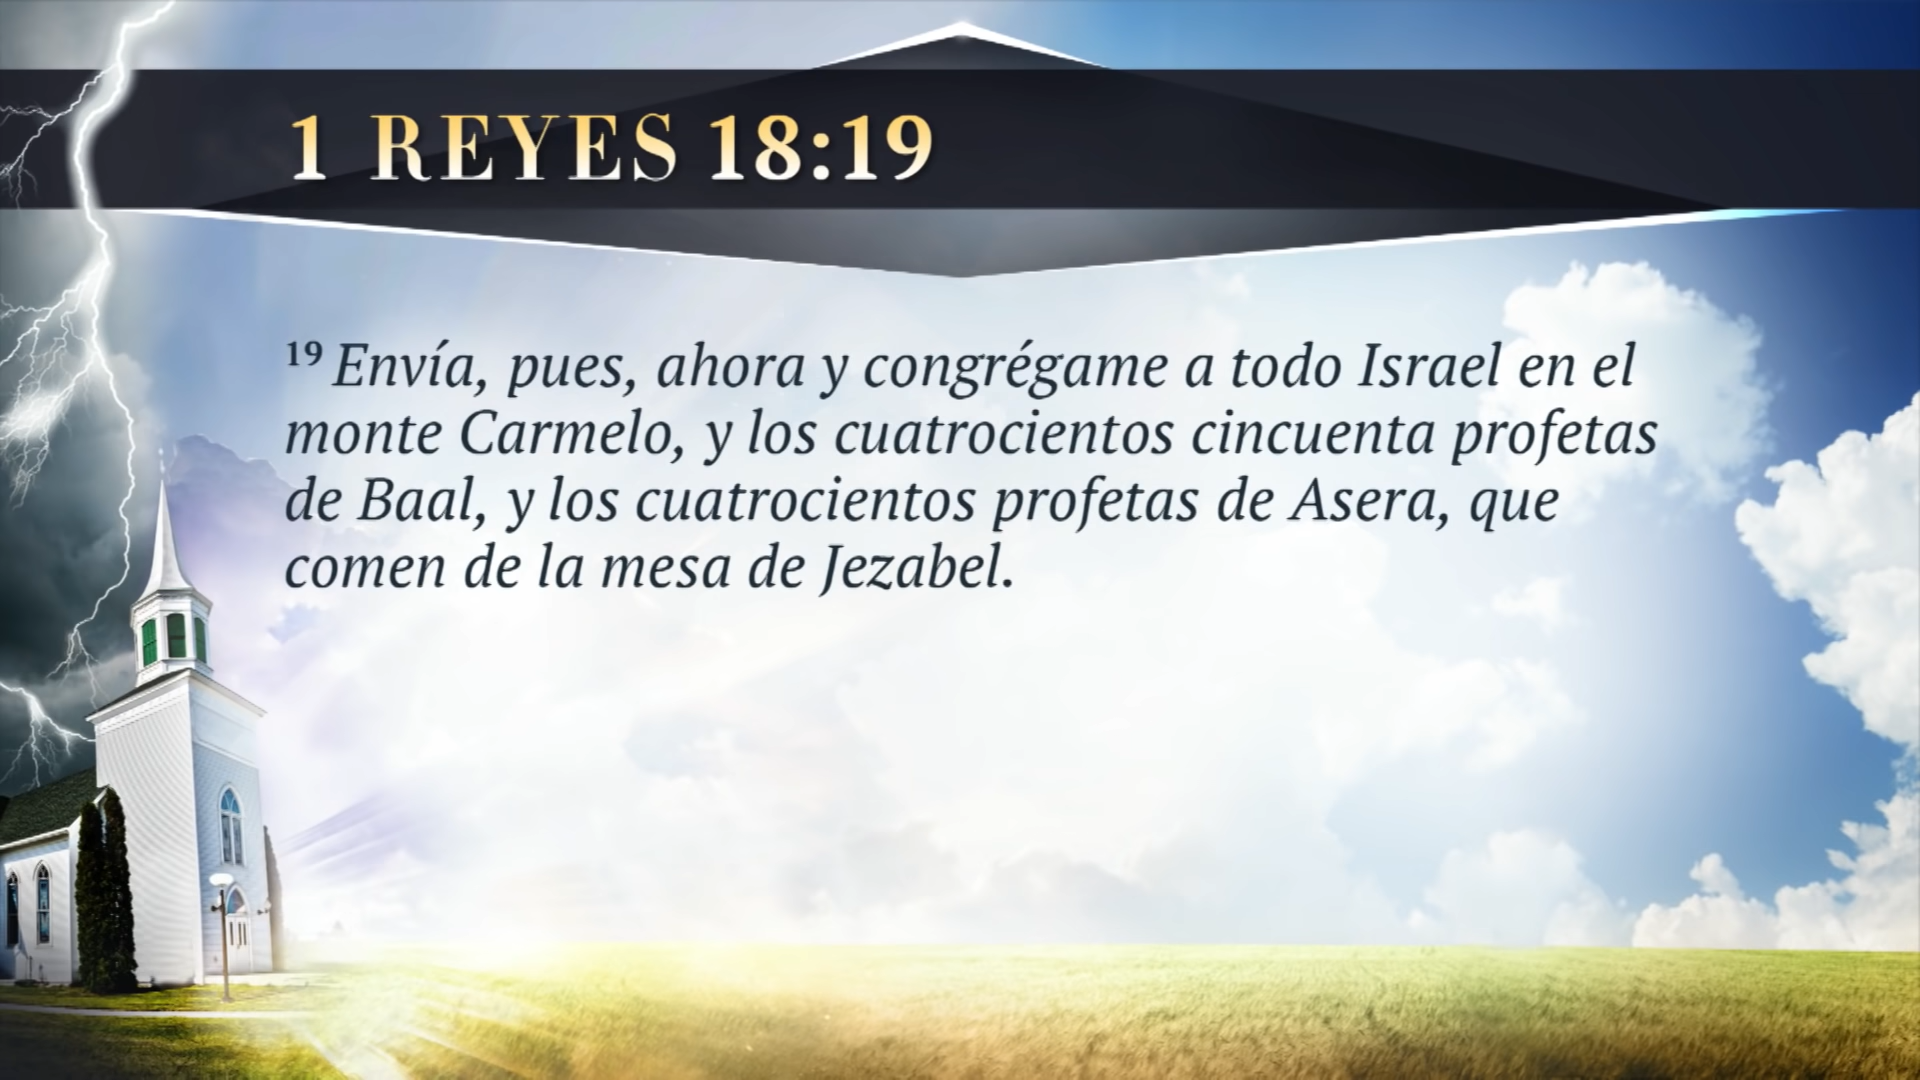 1 REYES 18:19
19 Envía, pues, ahora y congrégame a todo Israel en el
monte Carmelo, y los cuatrocientos cincuenta profetas
de Baal, y los cuatrocientos profetas de Asera, que
comen de la mesa de Jezabel.